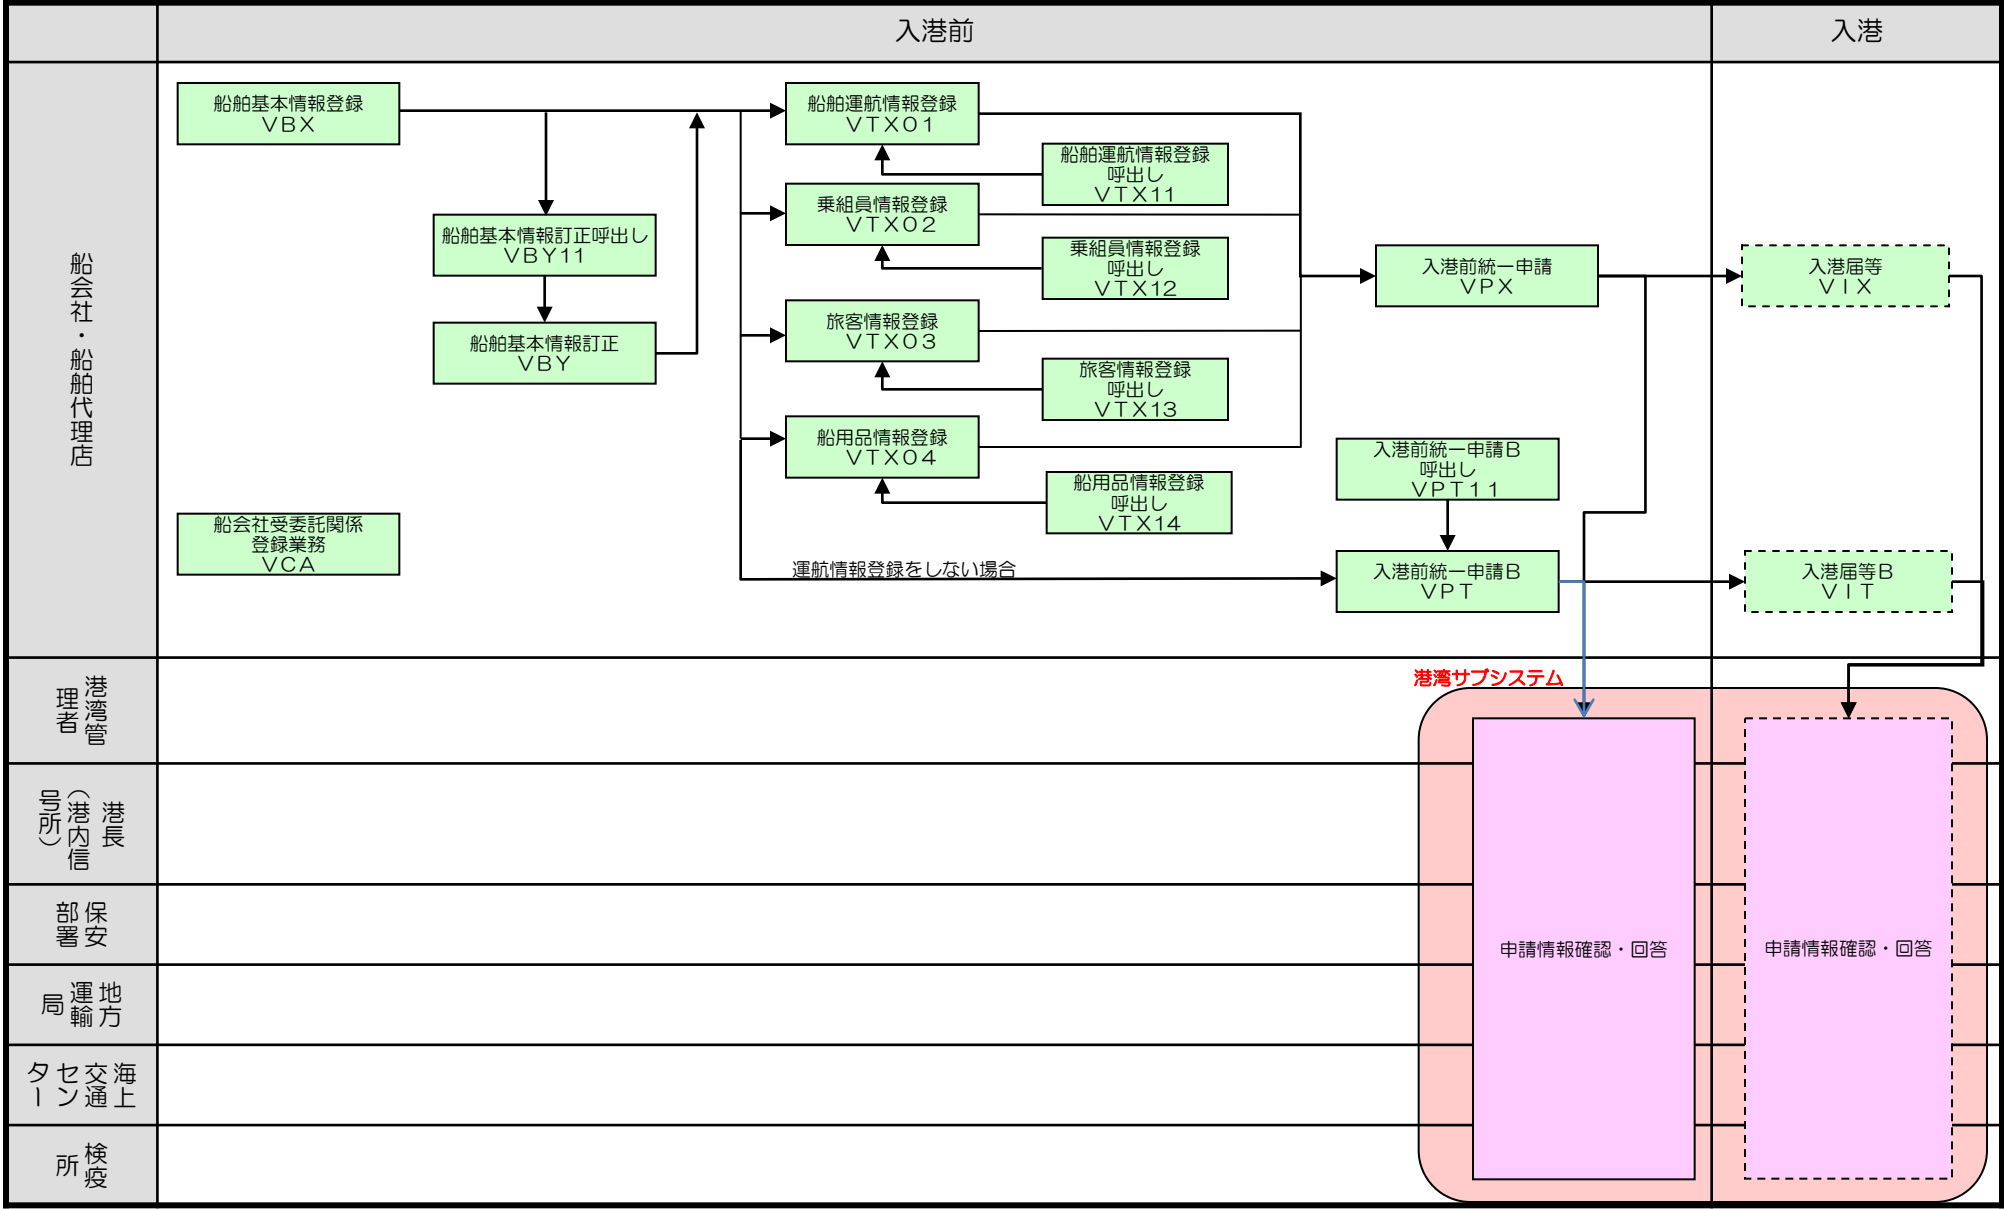 入港前
入港
船会社・船舶代理店
船舶基本情報登録
ＶＢＸ
船舶基本情報訂正呼出し
ＶＢＹ11
船舶基本情報訂正
ＶＢＹ
船会社受委託関係
登録業務
ＶＣＡ
船舶運航情報登録
ＶＴＸ０１
船舶運航情報登録
呼出し
ＶＴＸ11
乗組員情報登録
ＶＴＸ０２
乗組員情報登録
呼出し
ＶＴＸ12
旅客情報登録
ＶＴＸ０３
旅客情報登録
呼出し
ＶＴＸ13
船用品情報登録
ＶＴＸ０４
船用品情報登録
呼出し
ＶＴＸ14
運航情報登録をしない場合
入港前統一申請
ＶＰＸ
入港前統一申請Ｂ
呼出し
ＶＰＴ１１
入港前統一申請Ｂ
ＶＰＴ
入港届等
ＶＩＸ
入港届等Ｂ
ＶＩＴ
港湾サブシステム
港湾管
理者
港長
（港内信
号所）
保安
部署
地方
運輸
局
海上
交通
セン
ター
検疫
所
申請情報確認・回答
申請情報確認・回答